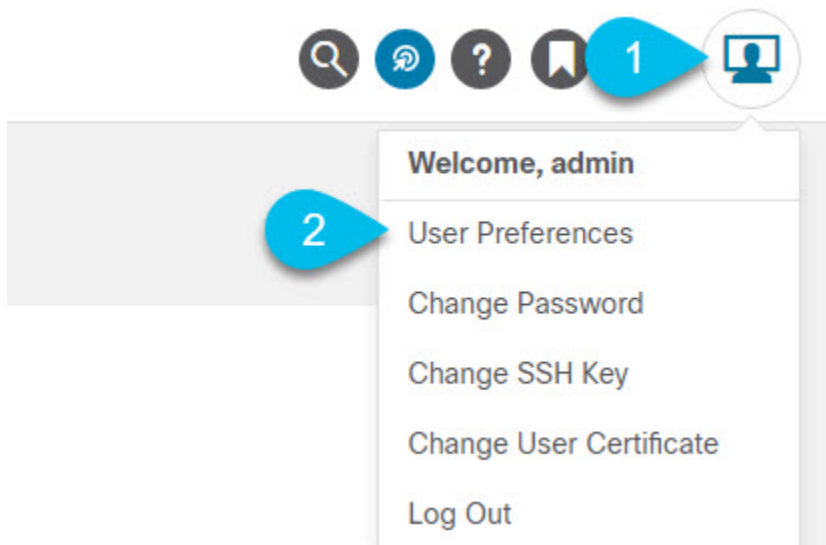 ?
1
Welcome, admin
2
User Preferences
Change Password
Change SSH Key
Change User Certificate
Log Out